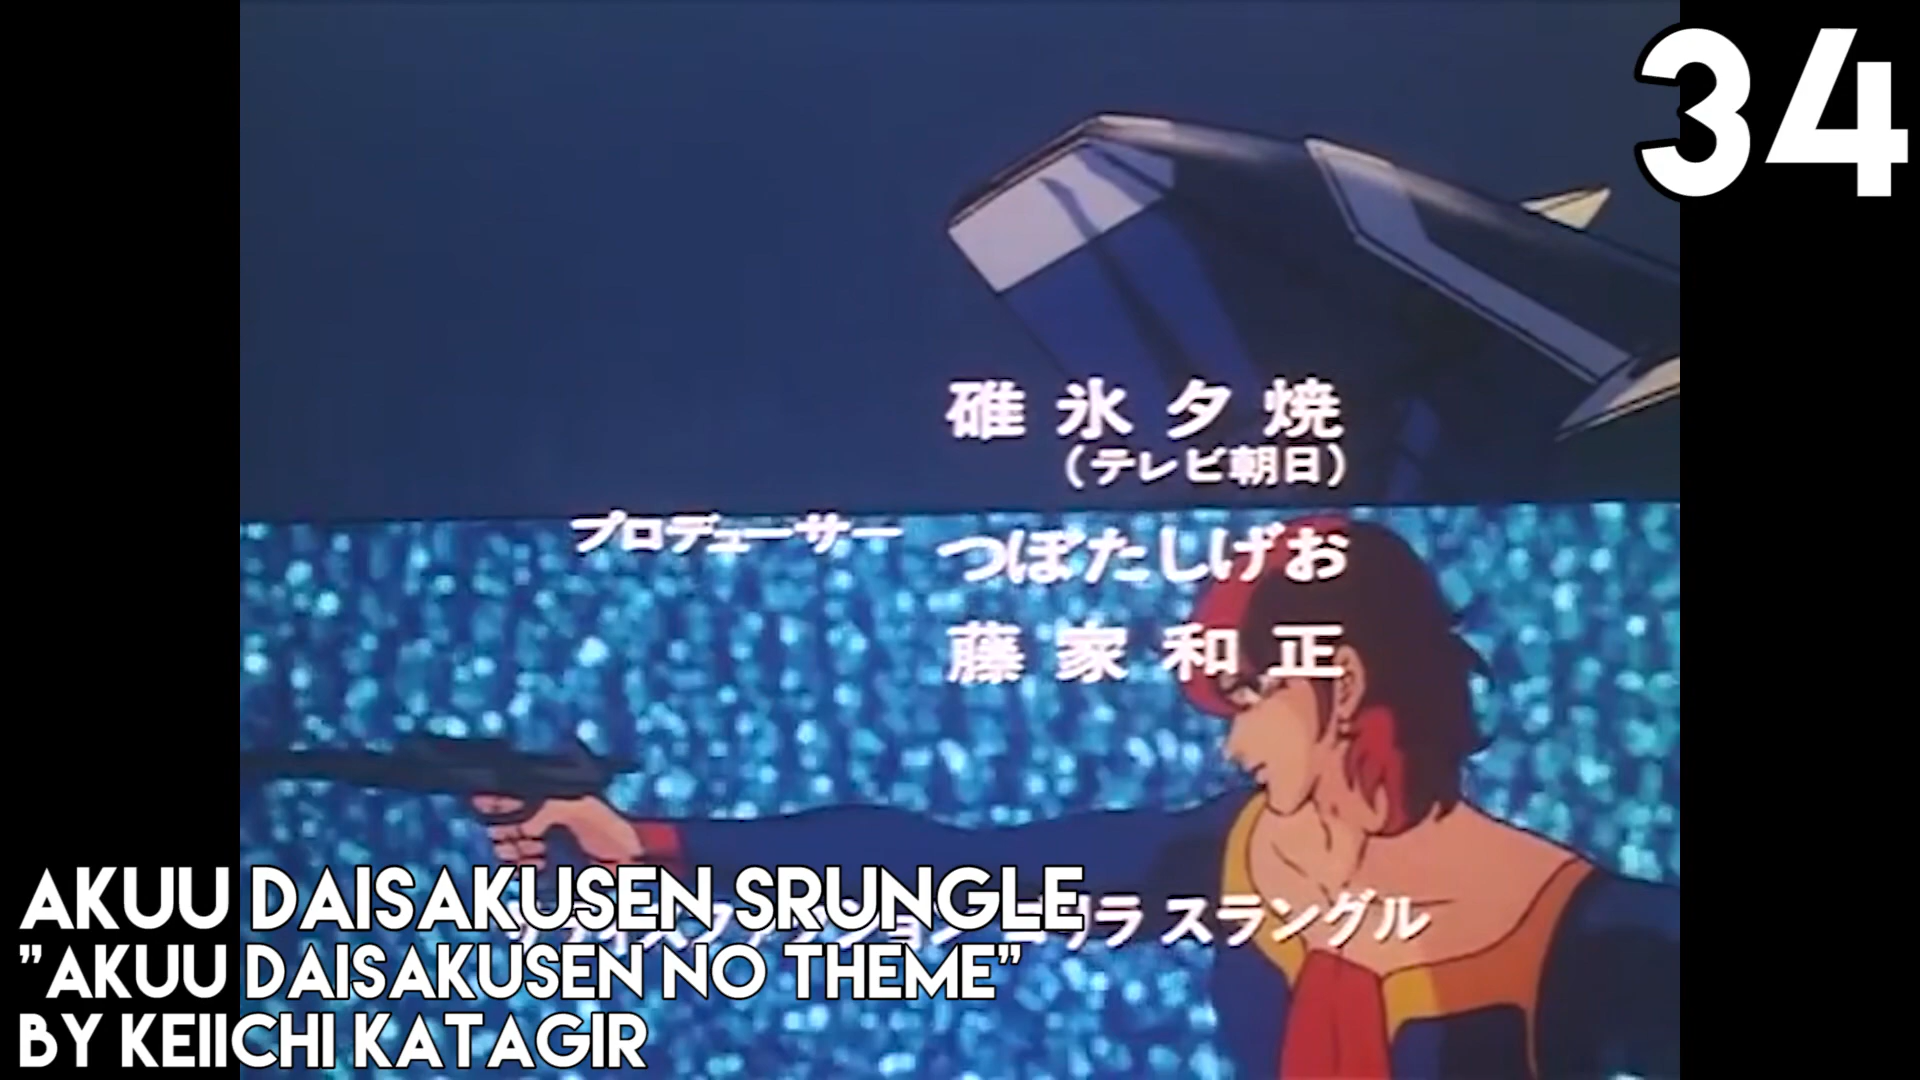 34
碓氷夕焼
(テレビ朝日)
プロデューサー つぼたしげお
藤家和正
ゴリラ スラングル
AKUU DAISAKUSEN SRUNGLE
"AKUU DAISAKUSEN NO THEME"
BY KEIICHI KATAGIR